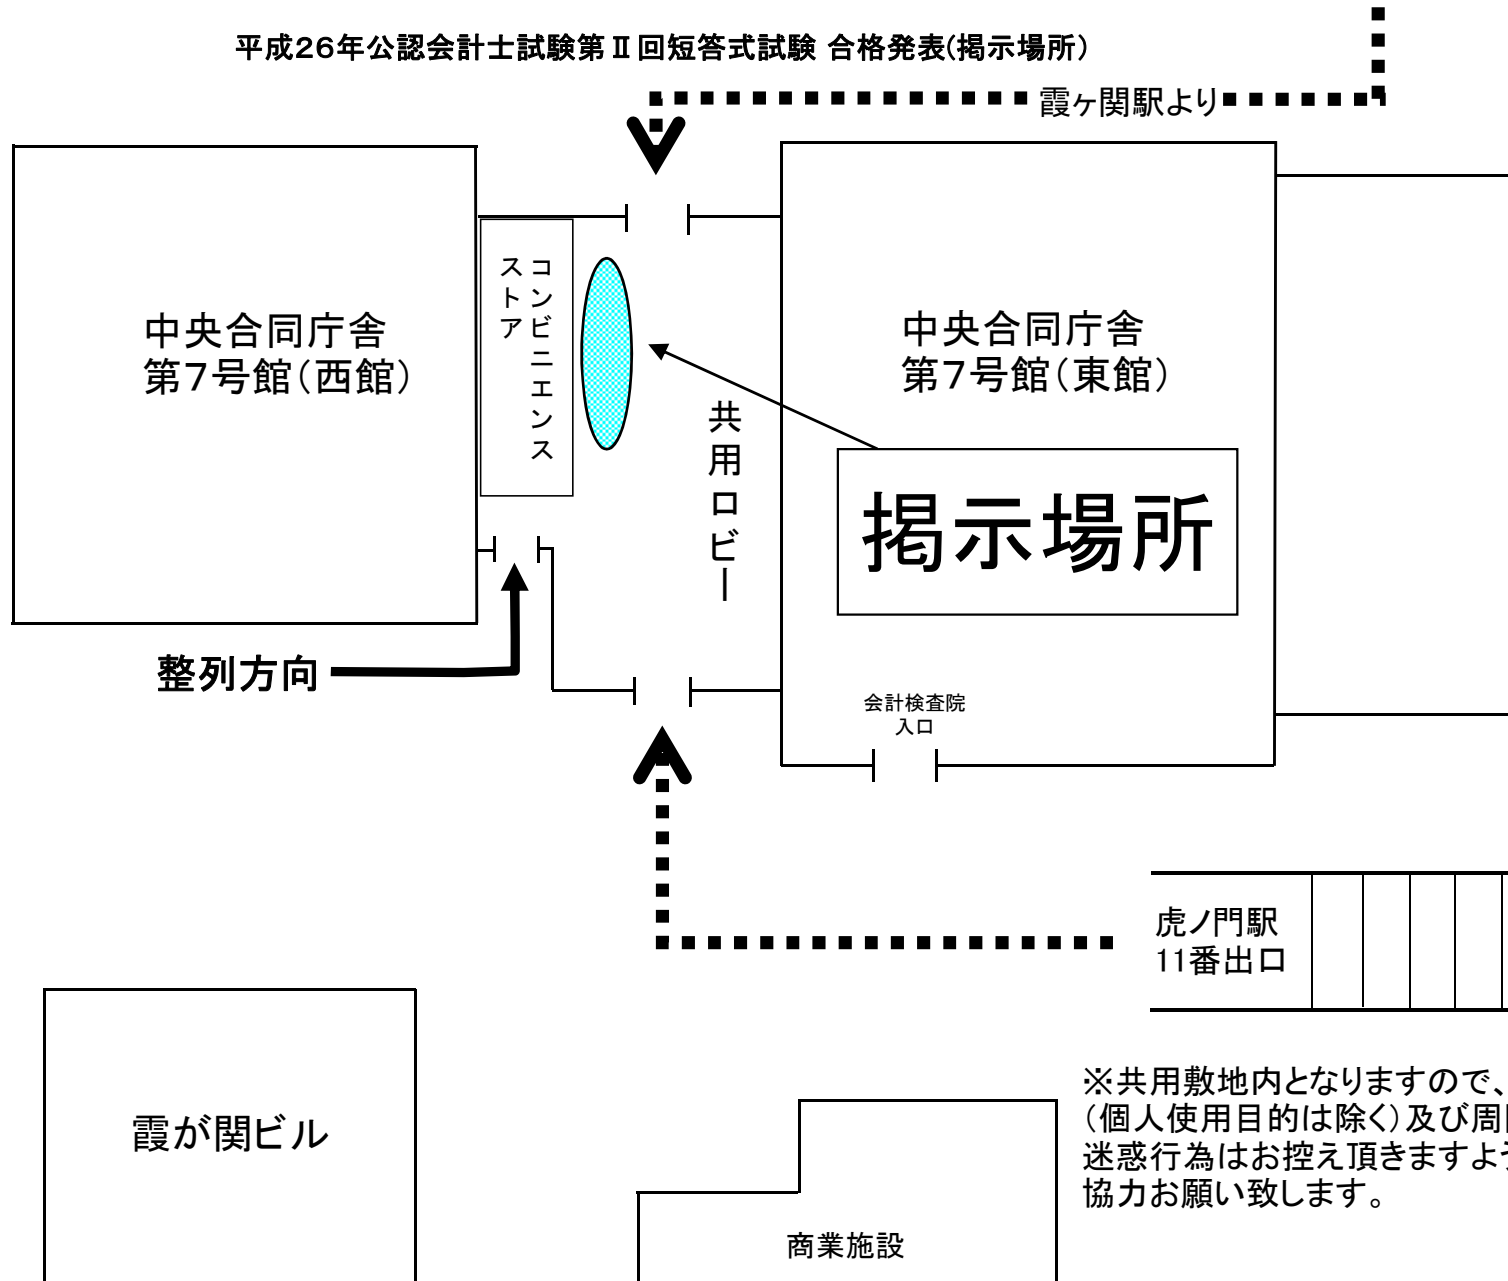 平成26年公認会計士試験第Ⅱ回短答式試験 合格発表(掲示場所)
霞ヶ関駅より
中央合同庁舎
第7号館(西館)
コンビニエンス
ストア
共用ロビー
中央合同庁舎
第7号館(東館)
掲示場所
整列方向
会計検査院
入口
虎ノ門駅
11番出口
霞が関ビル
商業施設
※共用敷地内となりますので、
(個人使用目的は除く)及び周
迷惑行為はお控え頂きますよ
協力お願い致します。